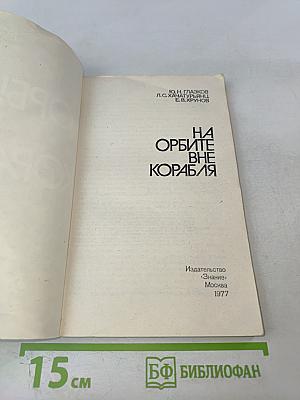 Ю. Н. ГЛАЗКОВ
Л. С. ХАЧАТУРЬЯНЦ
Е. В. ХРУНОВ
НА
ОРБИТЕ
ВНЕ
КОРАБЛЯ
Издательство
«Знание»
Москва
1977
15 см
БФ БИБЛИОФАН